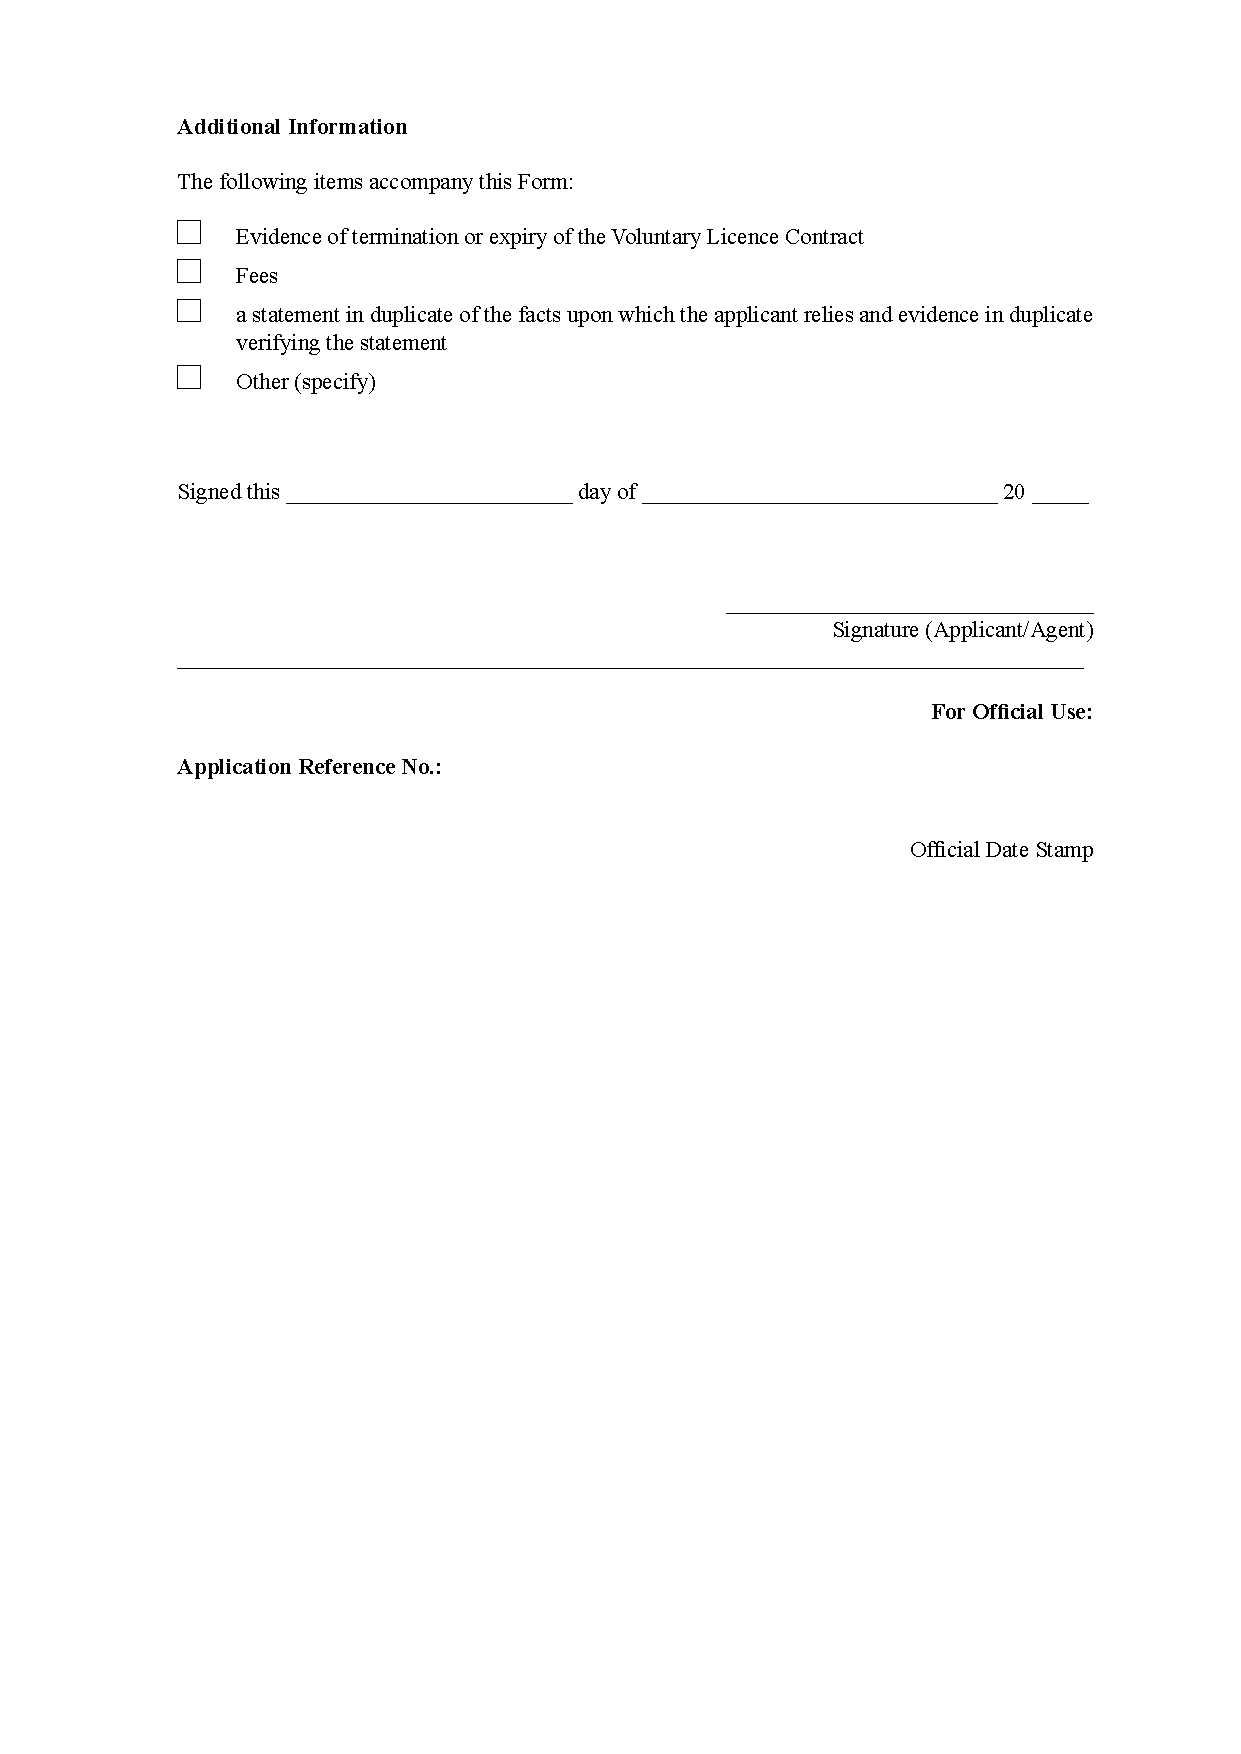 Additional Information
The following items accompany this Form:
Evidence of termination or expiry of the Voluntary Licence Contract
Fees
a statement in duplicate of the facts upon which the applicant relies and evidence in duplicate
verifying the statement
Other (specify)
Signed this _________________________ day of _______________________________ 20 _____
________________________________
Signature (Applicant/Agent)
_______________________________________________________________________________
For Official Use:
Application Reference No.:
Official Date Stamp